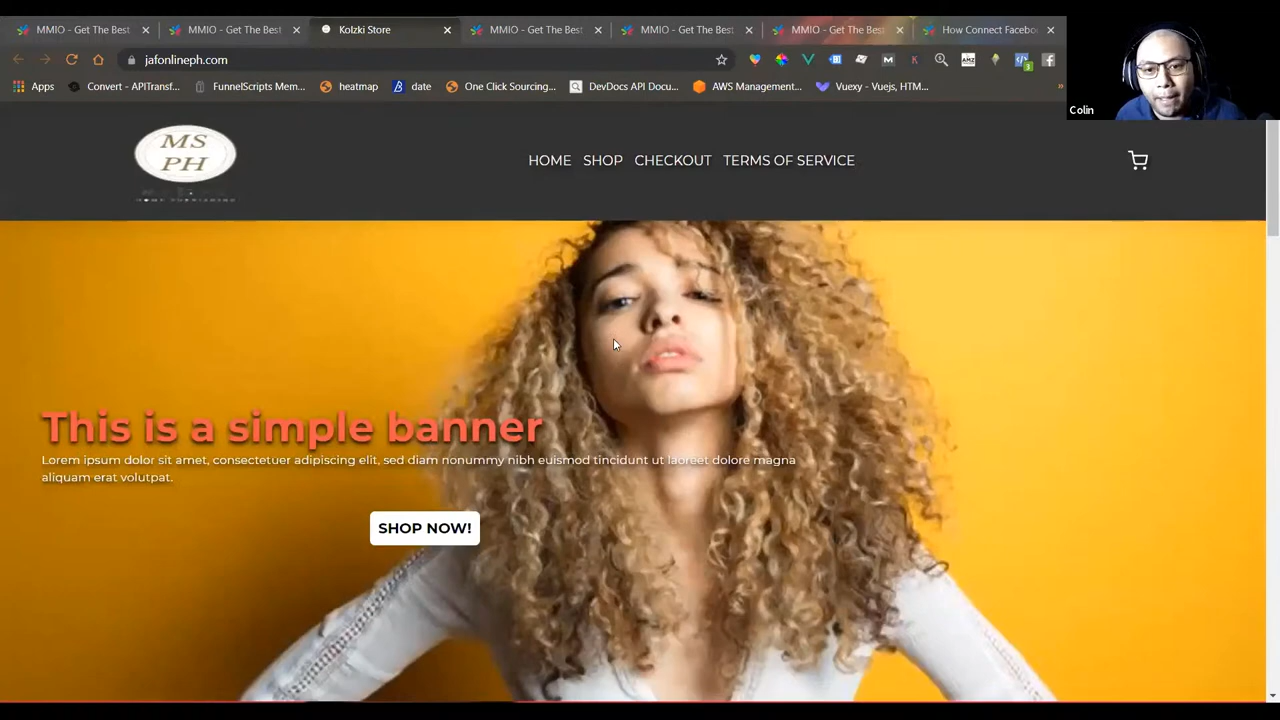 MMIO - Get The Best
MMIO - Get The Best
Kolzki Store
MMIO - Get The Best
MMIO - Get The Best
MMIO - Get The Best
How Connect Facebo
jafonlineph.com
AMZ
3
Apps
Convert - APITransf...
FunnelScripts Mem...
heatmap
date
One Click Sourcing...
DevDocs API Docu...
AWS Management...
Vuexy - Vuejs, HTM...
»
Colin
MS
PH
HOME
SHOP
CHECKOUT
TERMS OF SERVICE
This is a simple banner
Lorem ipsum dolor sit amet, consectetuer adipiscing elit, sed diam nonummy nibh euismod tincidunt ut laoreet dolore magna
aliquam erat volutpat.
SHOP NOW!